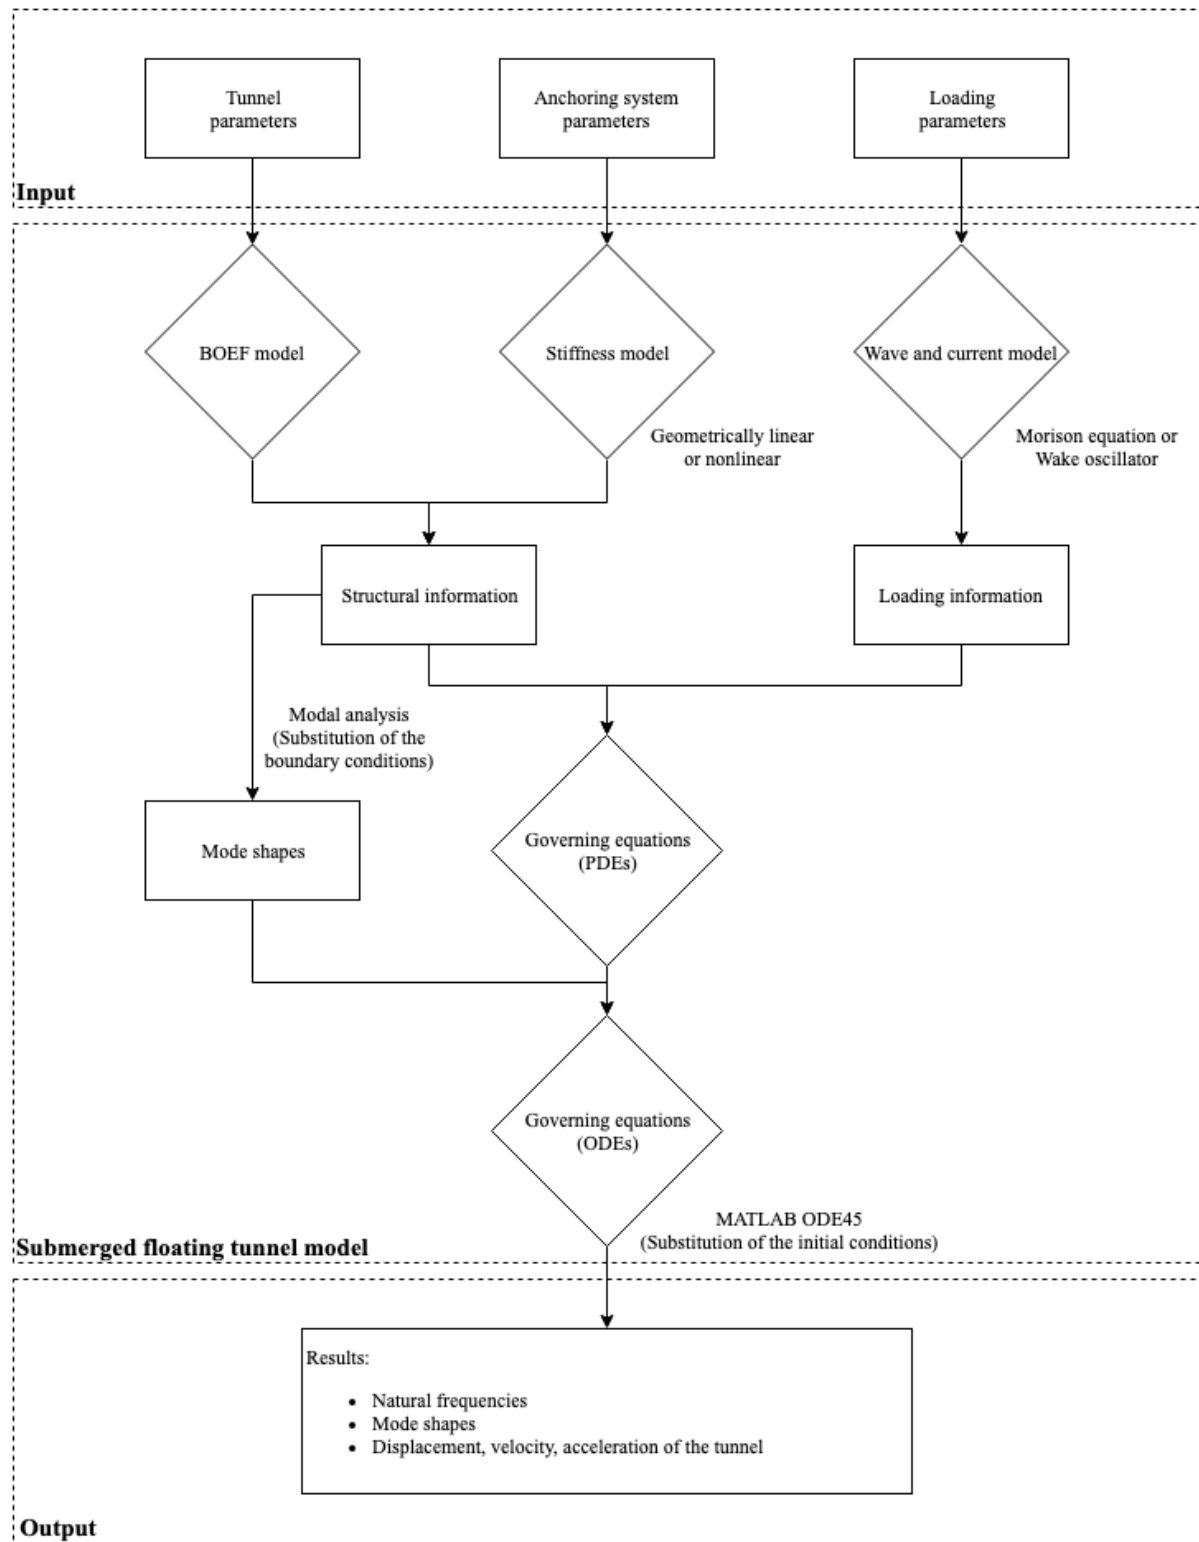 Tunnel
parameters
Anchoring system
parameters
Loading
parameters
Input
BOEF model
Stiffness model
Wave and current model
Geometrically linear
or nonlinear
Morison equation or
Wake oscillator
Structural information
Loading information
Modal analysis
(Substitution of the
boundary conditions)
Mode shapes
Governing equations
(PDEs)
Governing equations
(ODEs)
MATLAB ODE45
(Substitution of the initial conditions)
Submerged floating tunnel model
Results:
• Natural frequencies
• Mode shapes
• Displacement, velocity, acceleration of the tunnel
Output